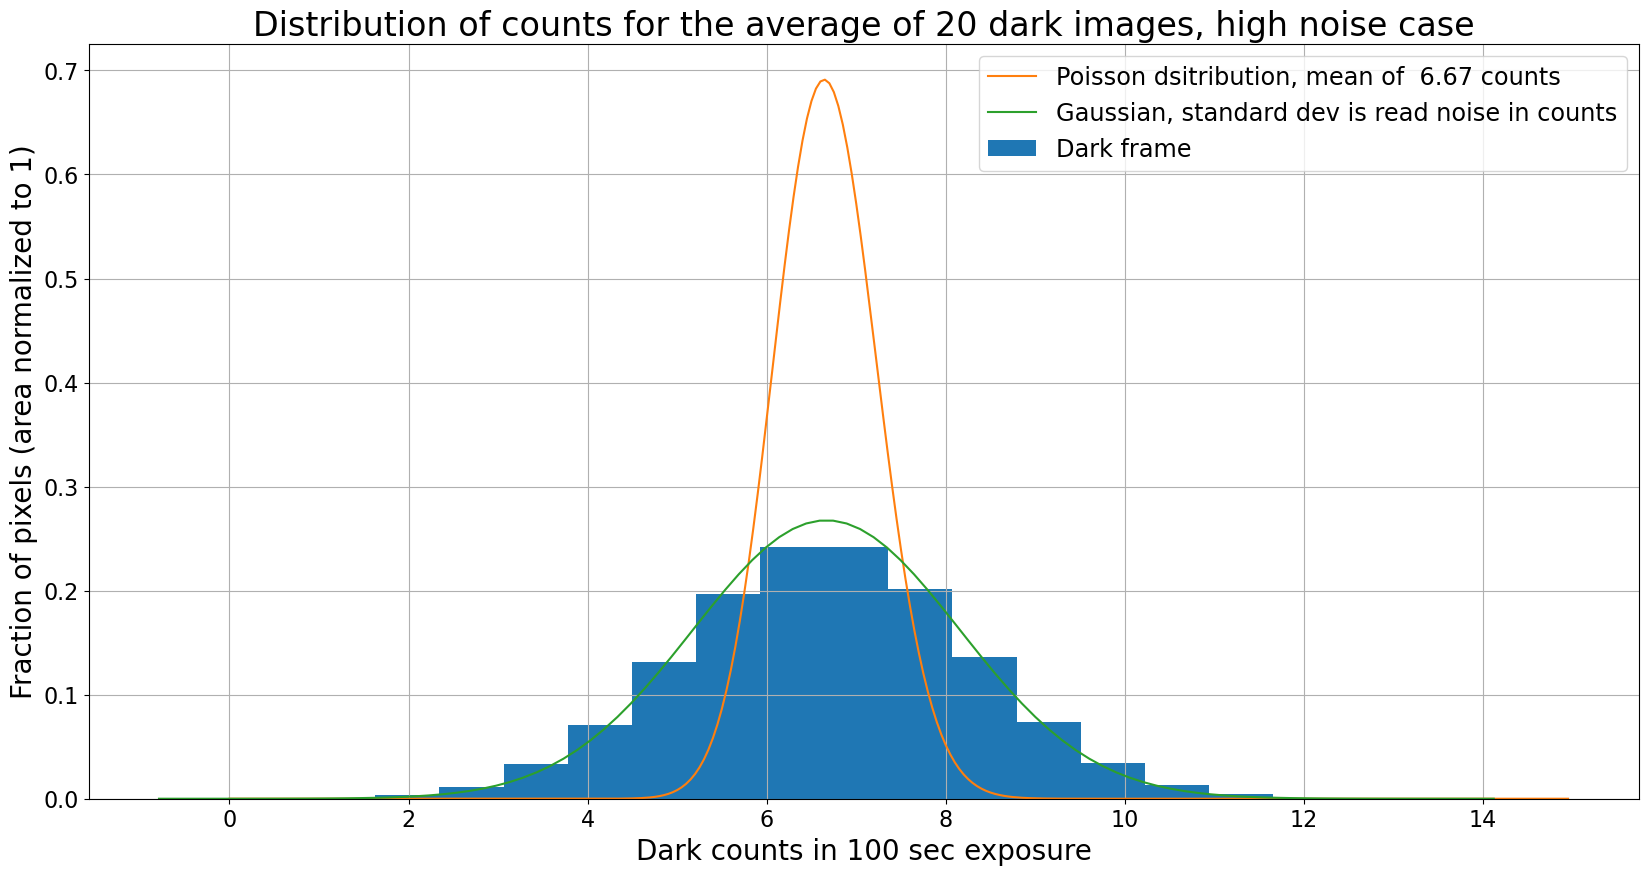 Distribution of counts for the average of 20 dark images, high noise case
Poisson dsitribution, mean of  6.67 counts
Gaussian, standard dev is read noise in counts
Dark frame
Fraction of pixels (area normalized to 1)
0.7
0.6
0.5
0.4
0.3
0.2
0.1
0.0
0 2 4 6 8 10 12 14
Dark counts in 100 sec exposure